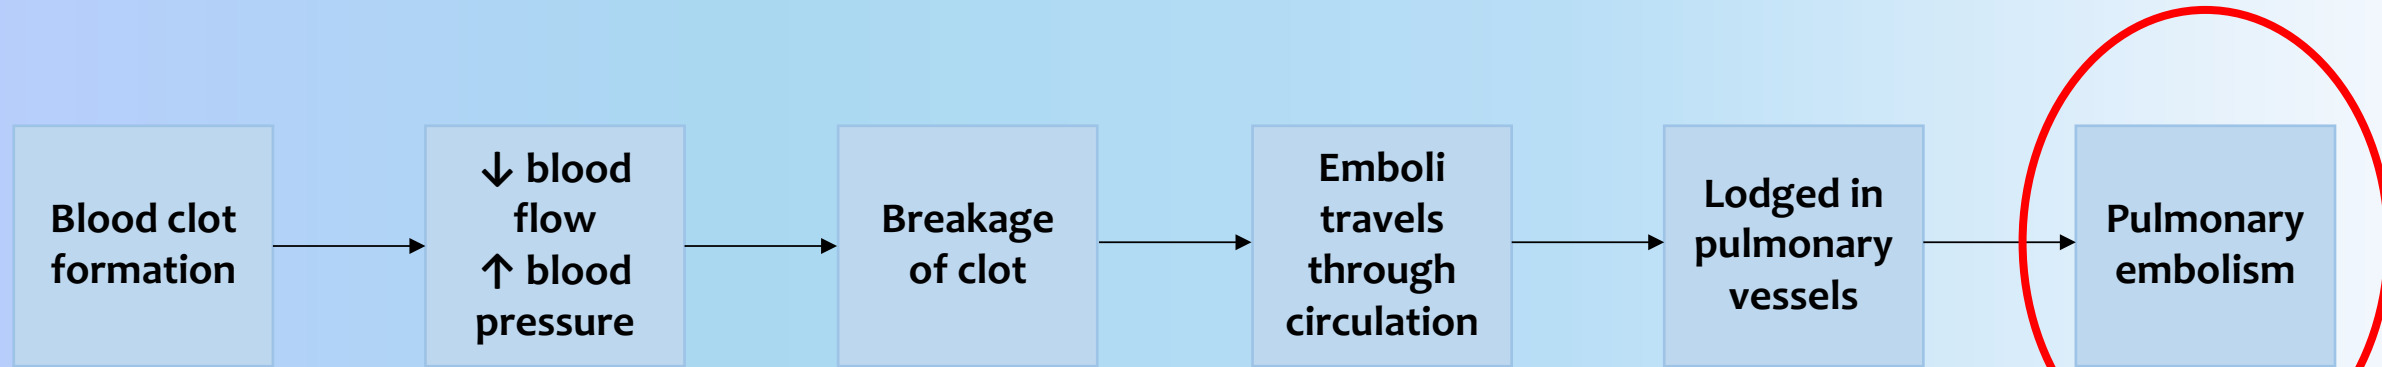 Blood clot
formation
↓ blood
flow
↑ blood
pressure
Breakage
of clot
Emboli
travels
through
circulation
Lodged in
pulmonary
vessels
Pulmonary
embolism